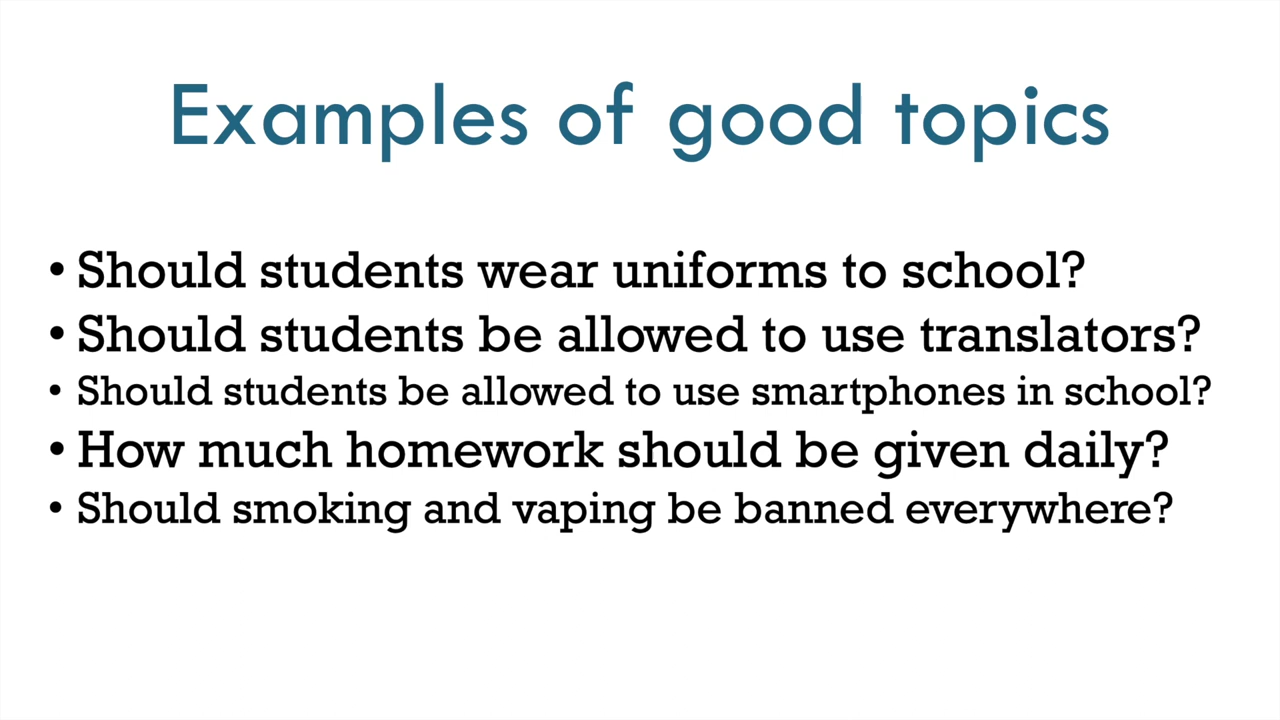 Examples of good topics
• Should students wear uniforms to school?
• Should students be allowed to use translators?
• Should students be allowed to use smartphones in school?
• How much homework should be given daily?
• Should smoking and vaping be banned everywhere?